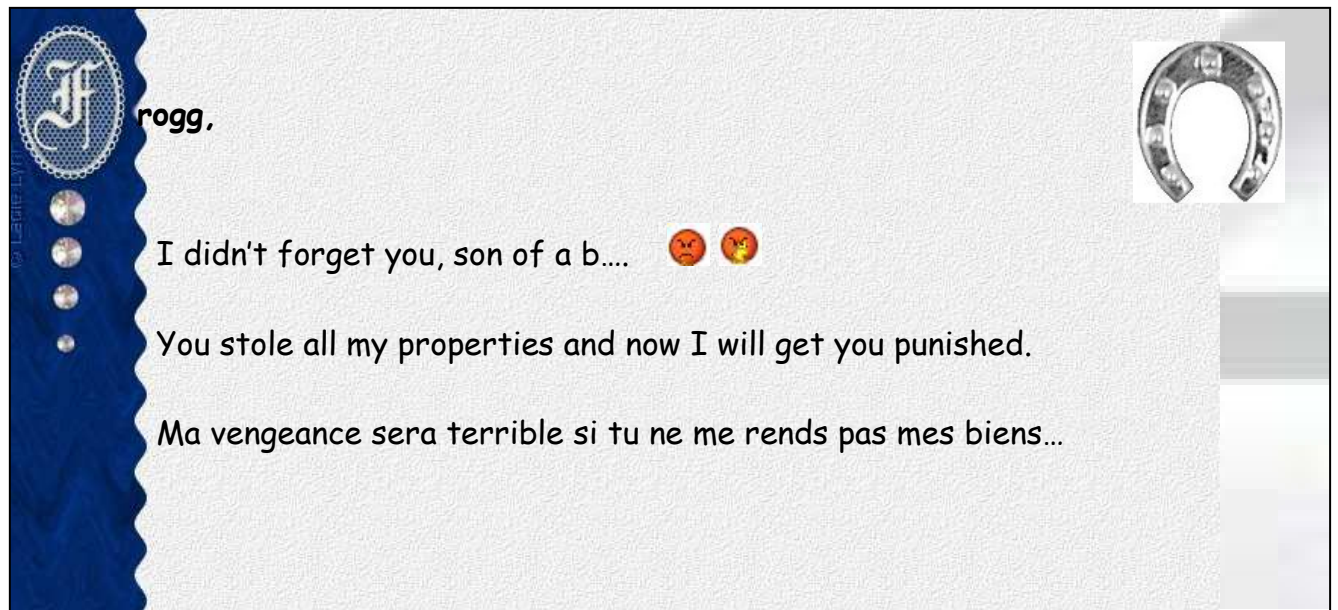 Frogg,
I didn't forget you, son of a b....
You stole all my properties and now I will get you punished.
Ma vengeance sera terrible si tu ne me rends pas mes biens...